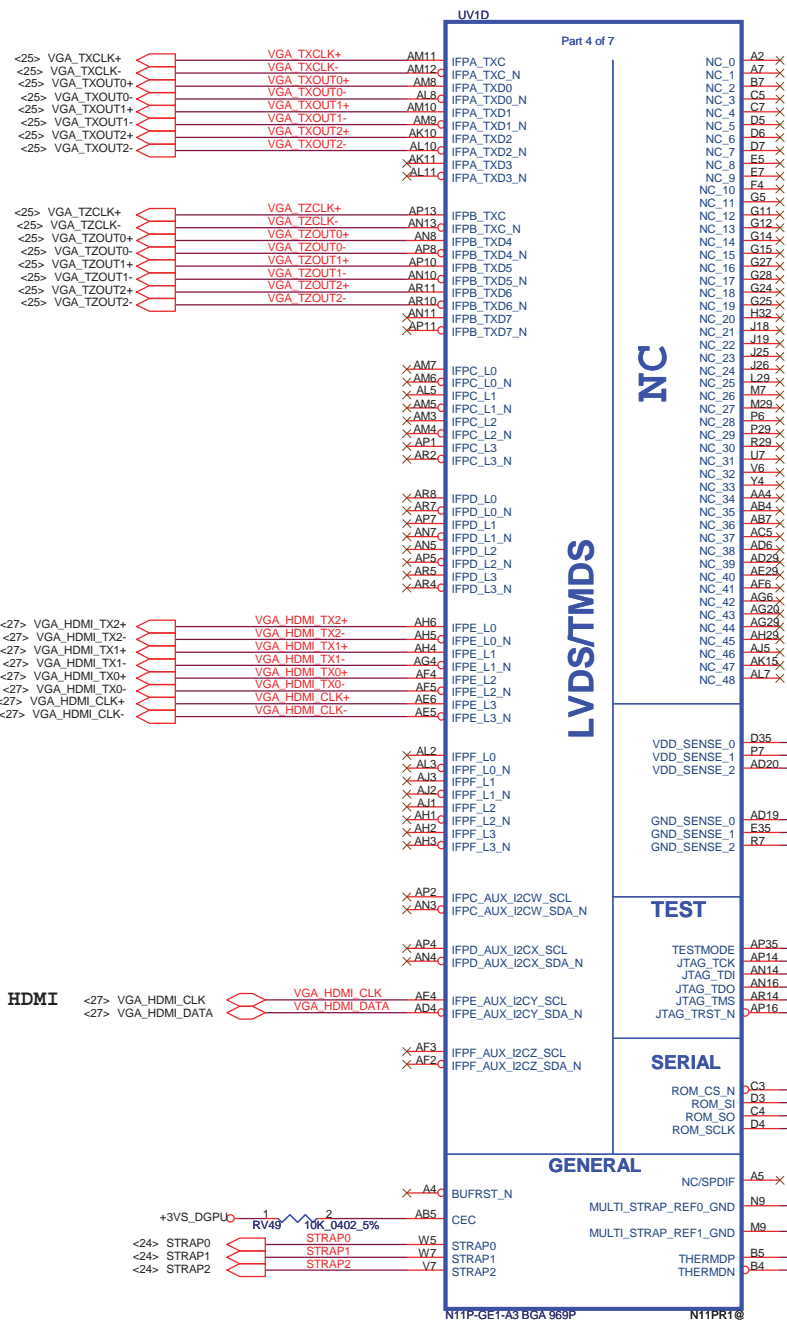 UV1D
Part 4 of 7
<25> VGA_TXCLK+ VGA_TXCLK+ AM11 IFPA_TXC
<25> VGA_TXCLK- VGA_TXCLK- AM12 IFPA_TXC_N
<25> VGA_TXOUT0+ VGA_TXOUT0+ AM8 IFPA_TXD0
<25> VGA_TXOUT0- VGA_TXOUT0- AL8 IFPA_TXD0_N
<25> VGA_TXOUT1+ VGA_TXOUT1+ AM10 IFPA_TXD1
<25> VGA_TXOUT1- VGA_TXOUT1- AM9 IFPA_TXD1_N
<25> VGA_TXOUT2+ VGA_TXOUT2+ AK10 IFPA_TXD2
<25> VGA_TXOUT2- VGA_TXOUT2- AL10 IFPA_TXD2_N
AK11 IFPA_TXD3
AL11 IFPA_TXD3_N
<25> VGA_TZCLK+ VGA_TZCLK+ AP13 IFPB_TXC
<25> VGA_TZCLK- VGA_TZCLK- AN13 IFPB_TXC_N
<25> VGA_TZOUT0+ VGA_TZOUT0+ AN8 IFPB_TXD4
<25> VGA_TZOUT0- VGA_TZOUT0- AP8 IFPB_TXD4_N
<25> VGA_TZOUT1+ VGA_TZOUT1+ AP10 IFPB_TXD5
<25> VGA_TZOUT1- VGA_TZOUT1- AN10 IFPB_TXD5_N
<25> VGA_TZOUT2+ VGA_TZOUT2+ AR11 IFPB_TXD6
<25> VGA_TZOUT2- VGA_TZOUT2- AR10 IFPB_TXD6_N
AN11 IFPB_TXD7
AP11 IFPB_TXD7_N
AM7 IFPC_L0
AM6 IFPC_L0_N
AL5 IFPC_L1
AM5 IFPC_L1_N
AM3 IFPC_L2
AM4 IFPC_L2_N
AP1 IFPC_L3
AR2 IFPC_L3_N
AR8 IFPD_L0
AR7 IFPD_L0_N
AP7 IFPD_L1
AN7 IFPD_L1_N
AN5 IFPD_L2
AP5 IFPD_L2_N
AR5 IFPD_L3
AR4 IFPD_L3_N
<27> VGA_HDMI_TX2+ VGA_HDMI_TX2+ AH6 IFPE_L0
<27> VGA_HDMI_TX2- VGA_HDMI_TX2- AH5 IFPE_L0_N
<27> VGA_HDMI_TX1+ VGA_HDMI_TX1+ AH4 IFPE_L1
<27> VGA_HDMI_TX1- VGA_HDMI_TX1- AG4 IFPE_L1_N
<27> VGA_HDMI_TX0+ VGA_HDMI_TX0+ AF4 IFPE_L2
<27> VGA_HDMI_TX0- VGA_HDMI_TX0- AF5 IFPE_L2_N
<27> VGA_HDMI_CLK+ VGA_HDMI_CLK+ AE6 IFPE_L3
<27> VGA_HDMI_CLK- VGA_HDMI_CLK- AE5 IFPE_L3_N
AL2 IFPF_L0
AL3 IFPF_L0_N
AJ3 IFPF_L1
AJ2 IFPF_L1_N
AJ1 IFPF_L2
AH1 IFPF_L2_N
AH2 IFPF_L3
AH3 IFPF_L3_N
AP2 IFPC_AUX_I2CW_SCL
AN3 IFPC_AUX_I2CW_SDA_N
AP4 IFPD_AUX_I2CX_SCL
AN4 IFPD_AUX_I2CX_SDA_N
HDMI
<27> VGA_HDMI_CLK VGA_HDMI_CLK AE4 IFPE_AUX_I2CY_SCL
<27> VGA_HDMI_DATA VGA_HDMI_DATA AD4 IFPE_AUX_I2CY_SDA_N
AF3 IFPF_AUX_I2CZ_SCL
AF2 IFPF_AUX_I2CZ_SDA_N
LVDS/TMDS
NC
NC_0 A2
NC_1 A7
NC_2 B7
NC_3 C5
NC_4 C7
NC_5 D5
NC_6 D6
NC_7 D7
NC_8 E5
NC_9 E7
NC_10 F4
NC_11 G5
NC_12 G11
NC_13 G12
NC_14 G14
NC_15 G15
NC_16 G27
NC_17 G28
NC_18 G24
NC_19 G25
NC_20 H32
NC_21 J18
NC_22 J19
NC_23 J25
NC_24 J26
NC_25 L29
NC_26 M7
NC_27 M29
NC_28 P6
NC_29 P29
NC_30 R29
NC_31 U7
NC_32 V6
NC_33 Y4
NC_34 AA4
NC_35 AB4
NC_36 AB7
NC_37 AC5
NC_38 AD6
NC_39 AD29
NC_40 AE29
NC_41 AF6
NC_42 AG6
NC_43 AG20
NC_44 AG29
NC_45 AH29
NC_46 AJ5
NC_47 AK15
NC_48 AL7
VDD_SENSE_0 D35
VDD_SENSE_1 P7
VDD_SENSE_2 AD20
GND_SENSE_0 AD19
GND_SENSE_1 E35
GND_SENSE_2 R7
TEST
TESTMODE AP35
JTAG_TCK AP14
JTAG_TDI AN14
JTAG_TDO AN16
JTAG_TMS AR14
JTAG_TRST_N AP16
SERIAL
ROM_CS_N C3
ROM_SI D3
ROM_SO C4
ROM_SCLK D4
GENERAL
A4 BUFRST_N
+3VS_DGPU 1 2 AB5 CEC
RV49 10K_0402_5%
<24> STRAP0 STRAP0 W5 STRAP0
<24> STRAP1 STRAP1 W7 STRAP1
<24> STRAP2 STRAP2 V7 STRAP2
NC/SPDIF A5
MULTI_STRAP_REF0_GND N9
MULTI_STRAP_REF1_GND M9
THERMDP B5
THERMDN B4
N11P-GE1-A3 BGA 969P
N11PR1@